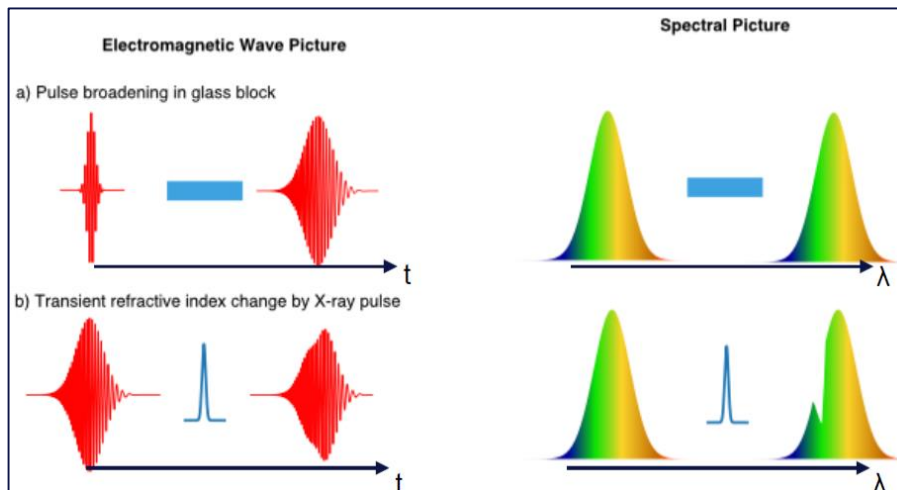 Electromagnetic Wave Picture
Spectral Picture
a) Pulse broadening in glass block
t
λ
b) Transient refractive index change by X-ray pulse
t
λ